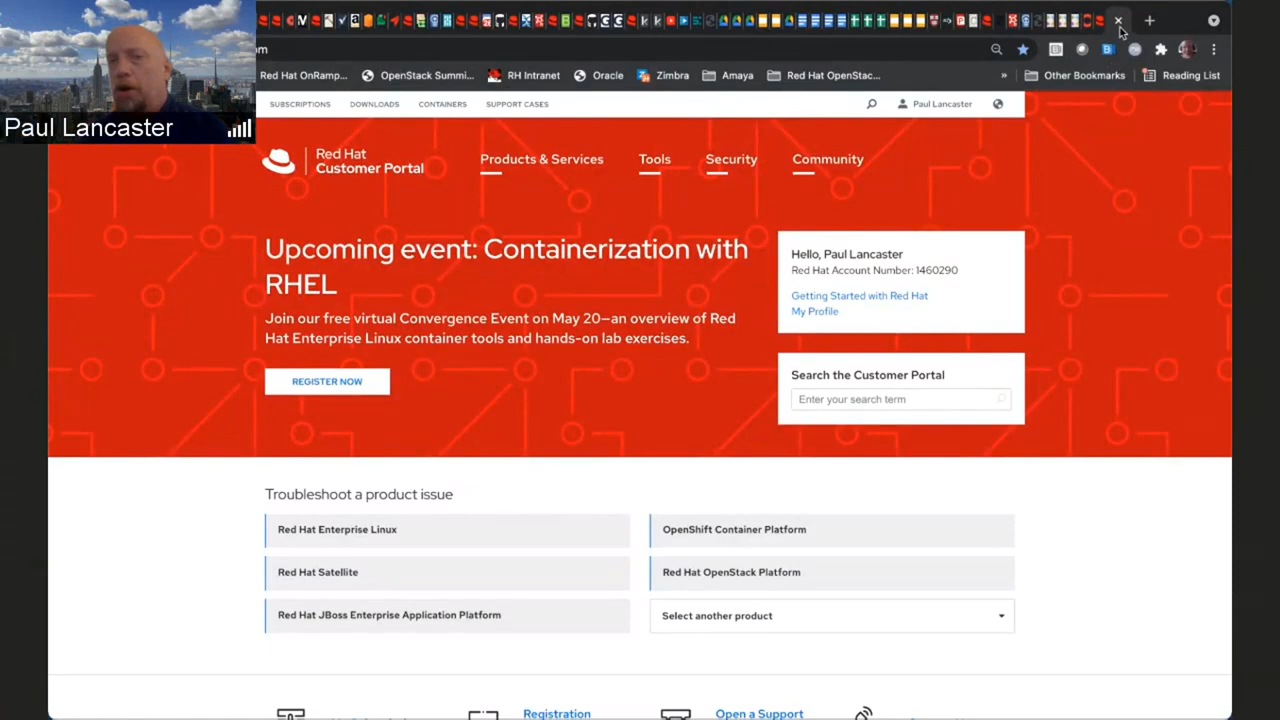 Paul Lancaster
om
Red Hat OnRamp...
OpenStack Summi...
RH Intranet
Oracle
Zimbra
Amaya
Red Hat OpenStac...
»
Other Bookmarks
Reading List
SUBSCRIPTIONS
DOWNLOADS
CONTAINERS
SUPPORT CASES
Paul Lancaster
Red Hat
Customer Portal
Products & Services
Tools
Security
Community
Upcoming event: Containerization with
RHEL
Join our free virtual Convergence Event on May 20—an overview of Red
Hat Enterprise Linux container tools and hands-on lab exercises.
REGISTER NOW
Hello, Paul Lancaster
Red Hat Account Number: 1460290
Getting Started with Red Hat
My Profile
Search the Customer Portal
Enter your search term
Troubleshoot a product issue
Red Hat Enterprise Linux
OpenShift Container Platform
Red Hat Satellite
Red Hat OpenStack Platform
Red Hat JBoss Enterprise Application Platform
Select another product
Registration
Open a Support